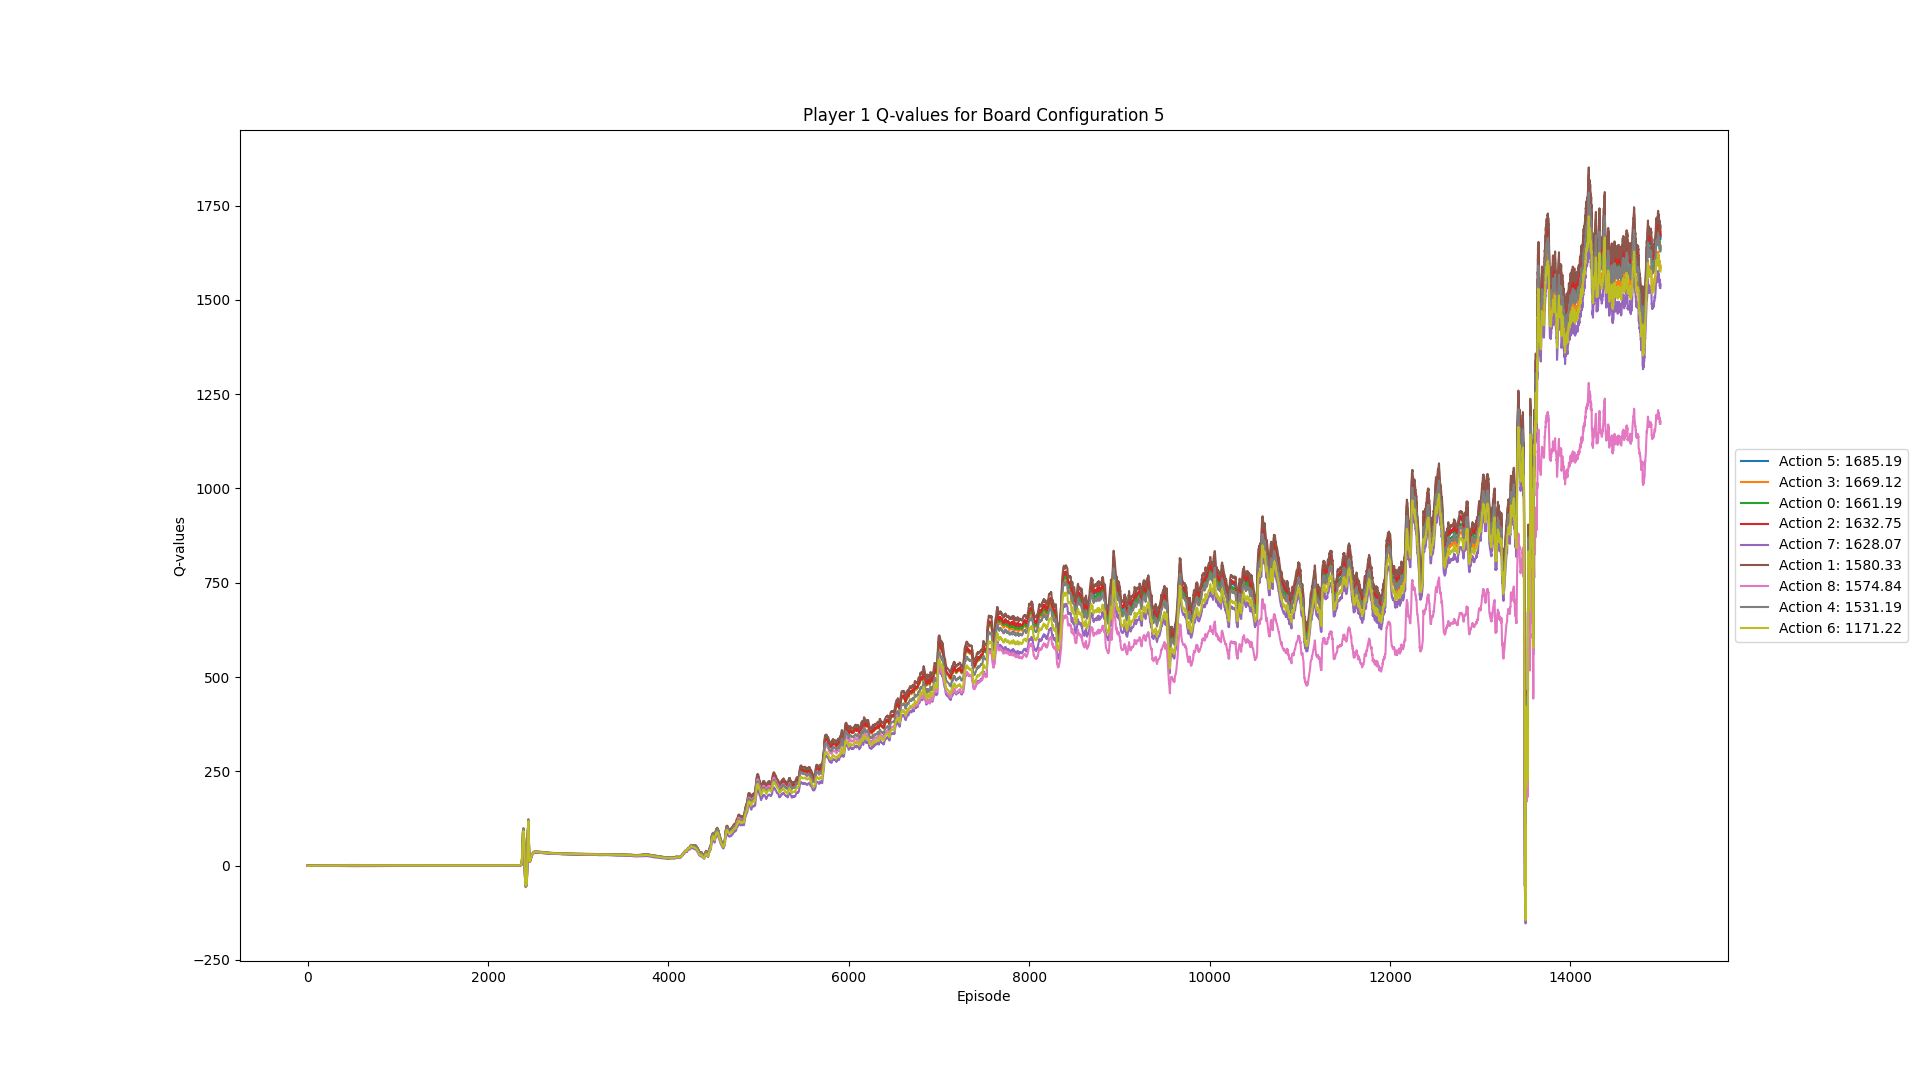 Player 1 Q-values for Board Configuration 5
1750
1500
1250
1000
750
500
250
0
−250
Q-values
0 2000 4000 6000 8000 10000 12000 14000
Episode
Action 5: 1685.19
Action 3: 1669.12
Action 0: 1661.19
Action 2: 1632.75
Action 7: 1628.07
Action 1: 1580.33
Action 8: 1574.84
Action 4: 1531.19
Action 6: 1171.22